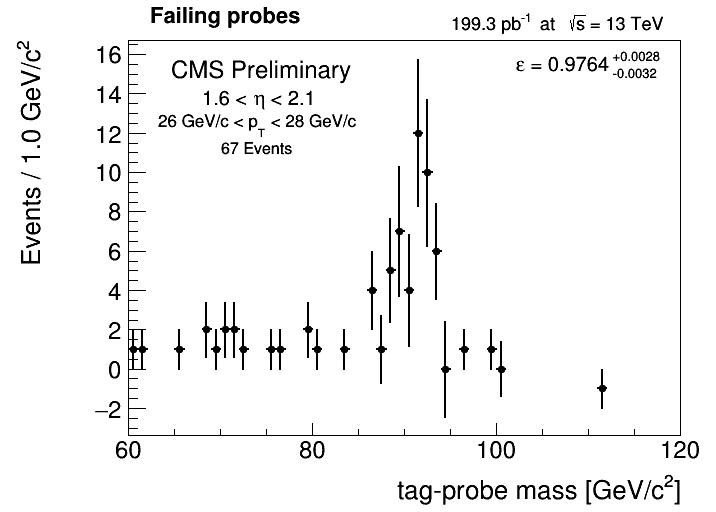 Failing probes
199.3 pb⁻¹ at √s = 13 TeV
CMS Preliminary
1.6 < η < 2.1
26 GeV/c < p_T < 28 GeV/c
67 Events
ε = 0.9764 +0.0028 -0.0032
Events / 1.0 GeV/c²
16
14
12
10
8
6
4
2
0
−2
60 80 100 120
tag-probe mass [GeV/c²]